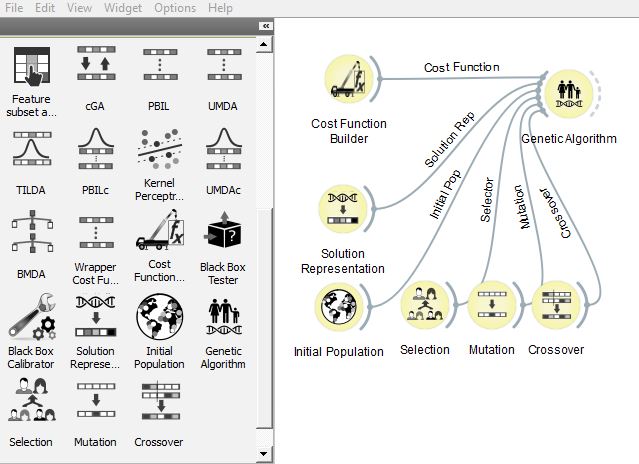 File Edit View Widget Options Help
Feature
subset a...
cGA
PBIL
UMDA
TILDA
PBILc
Kernel
Perceptr...
UMDAc
BMDA
Wrapper
Cost Fu...
Cost
Function...
Black Box
Tester
Black Box
Calibrator
Solution
Represe...
Initial
Population
Genetic
Algorithm
Selection
Mutation
Crossover
Cost Function
Cost Function
Builder
Genetic Algorithm
Solution Rep
Initial Pop
Selector
Mutation
Crossover
Solution
Representation
Initial Population
Selection
Mutation
Crossover